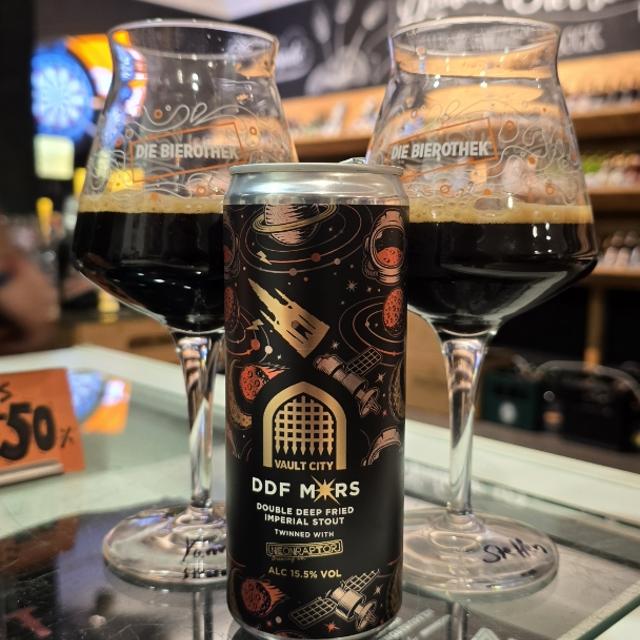 DIE BIEROTHEK
DIE BIEROTHEK
50%
VAULT CITY
DDF MARS
DOUBLE DEEP FRIED
IMPERIAL STOUT
TWINNED WITH
NEONRAPTOR
ALC 15.5% VOL